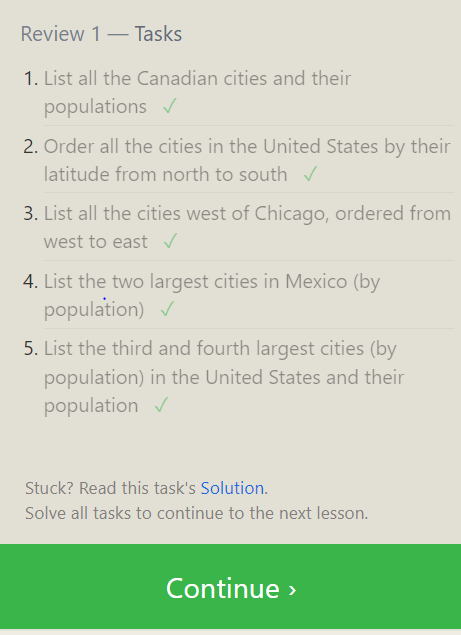 Review 1 — Tasks
1. List all the Canadian cities and their
populations ✓
2. Order all the cities in the United States by their
latitude from north to south ✓
3. List all the cities west of Chicago, ordered from
west to east ✓
4. List the two largest cities in Mexico (by
population) ✓
5. List the third and fourth largest cities (by
population) in the United States and their
population ✓
Stuck? Read this task's Solution.
Solve all tasks to continue to the next lesson.
Continue ›